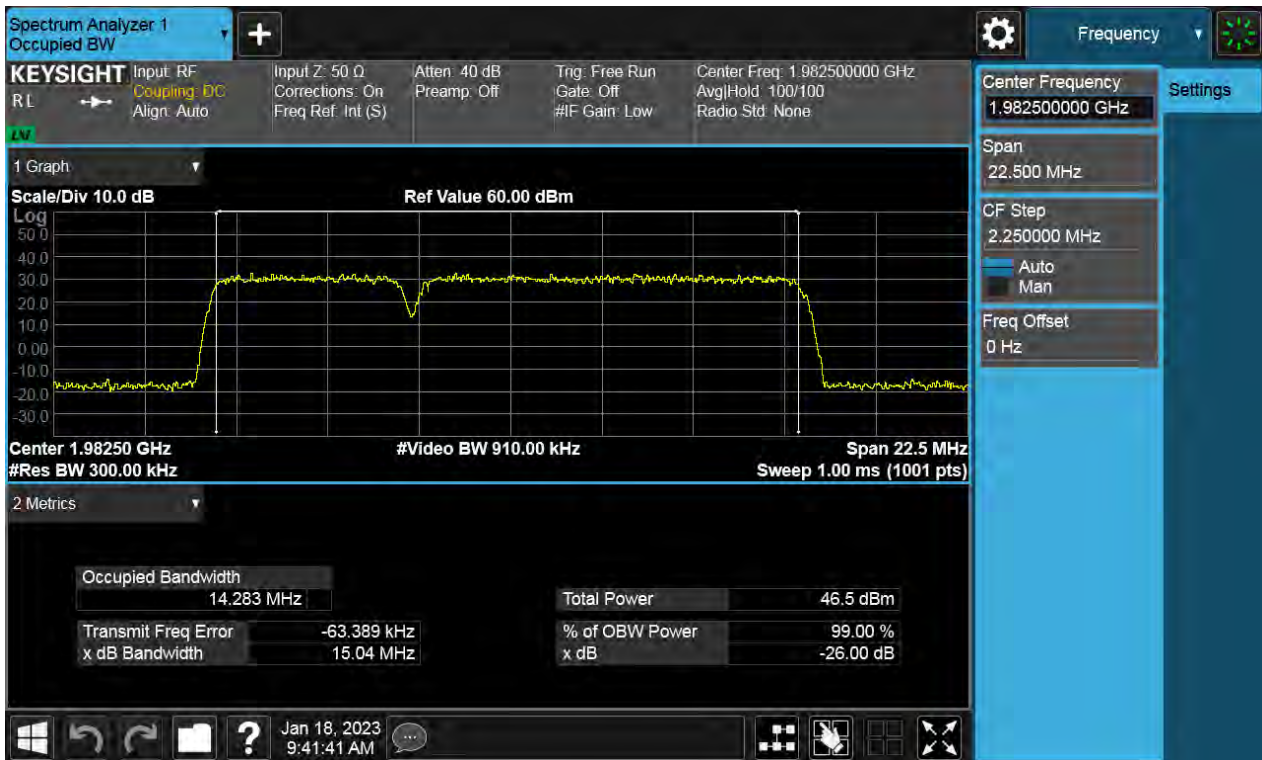 Spectrum Analyzer 1
Occupied BW
+
Frequency
KEYSIGHT
RL
Input: RF
Coupling: DC
Align: Auto
Input Z: 50 Ω
Corrections: On
Freq Ref: Int (S)
Atten: 40 dB
Preamp: Off
Trig: Free Run
Gate: Off
#IF Gain: Low
Center Freq: 1.982500000 GHz
Avg|Hold: 100/100
Radio Std: None
Center Frequency
1.982500000 GHz
Settings
Span
22.500 MHz
CF Step
2.250000 MHz
Auto
Man
Freq Offset
0 Hz
1 Graph
Scale/Div 10.0 dB
Ref Value 60.00 dBm
Log
50.0
40.0
30.0
20.0
10.0
0.00
-10.0
-20.0
-30.0
Center 1.98250 GHz
#Video BW 910.00 kHz
Span 22.5 MHz
#Res BW 300.00 kHz
Sweep 1.00 ms (1001 pts)
2 Metrics
Occupied Bandwidth
14.283 MHz
Total Power 46.5 dBm
Transmit Freq Error -63.389 kHz
% of OBW Power 99.00 %
x dB Bandwidth 15.04 MHz
x dB -26.00 dB
?
Jan 18, 2023
9:41:41 AM